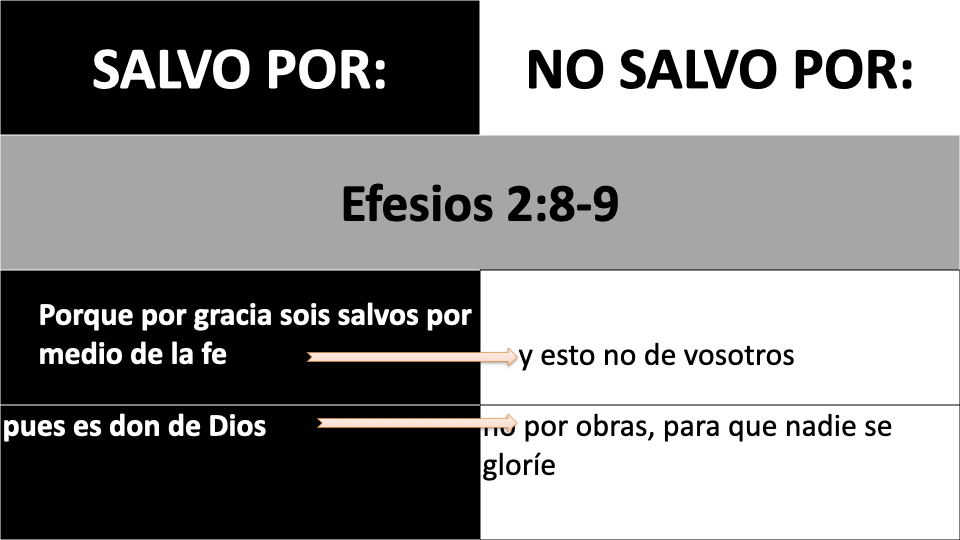 SALVO POR:
NO SALVO POR:
Efesios 2:8-9
Porque por gracia sois salvos por
medio de la fe
y esto no de vosotros
pues es don de Dios
no por obras, para que nadie se
gloríe